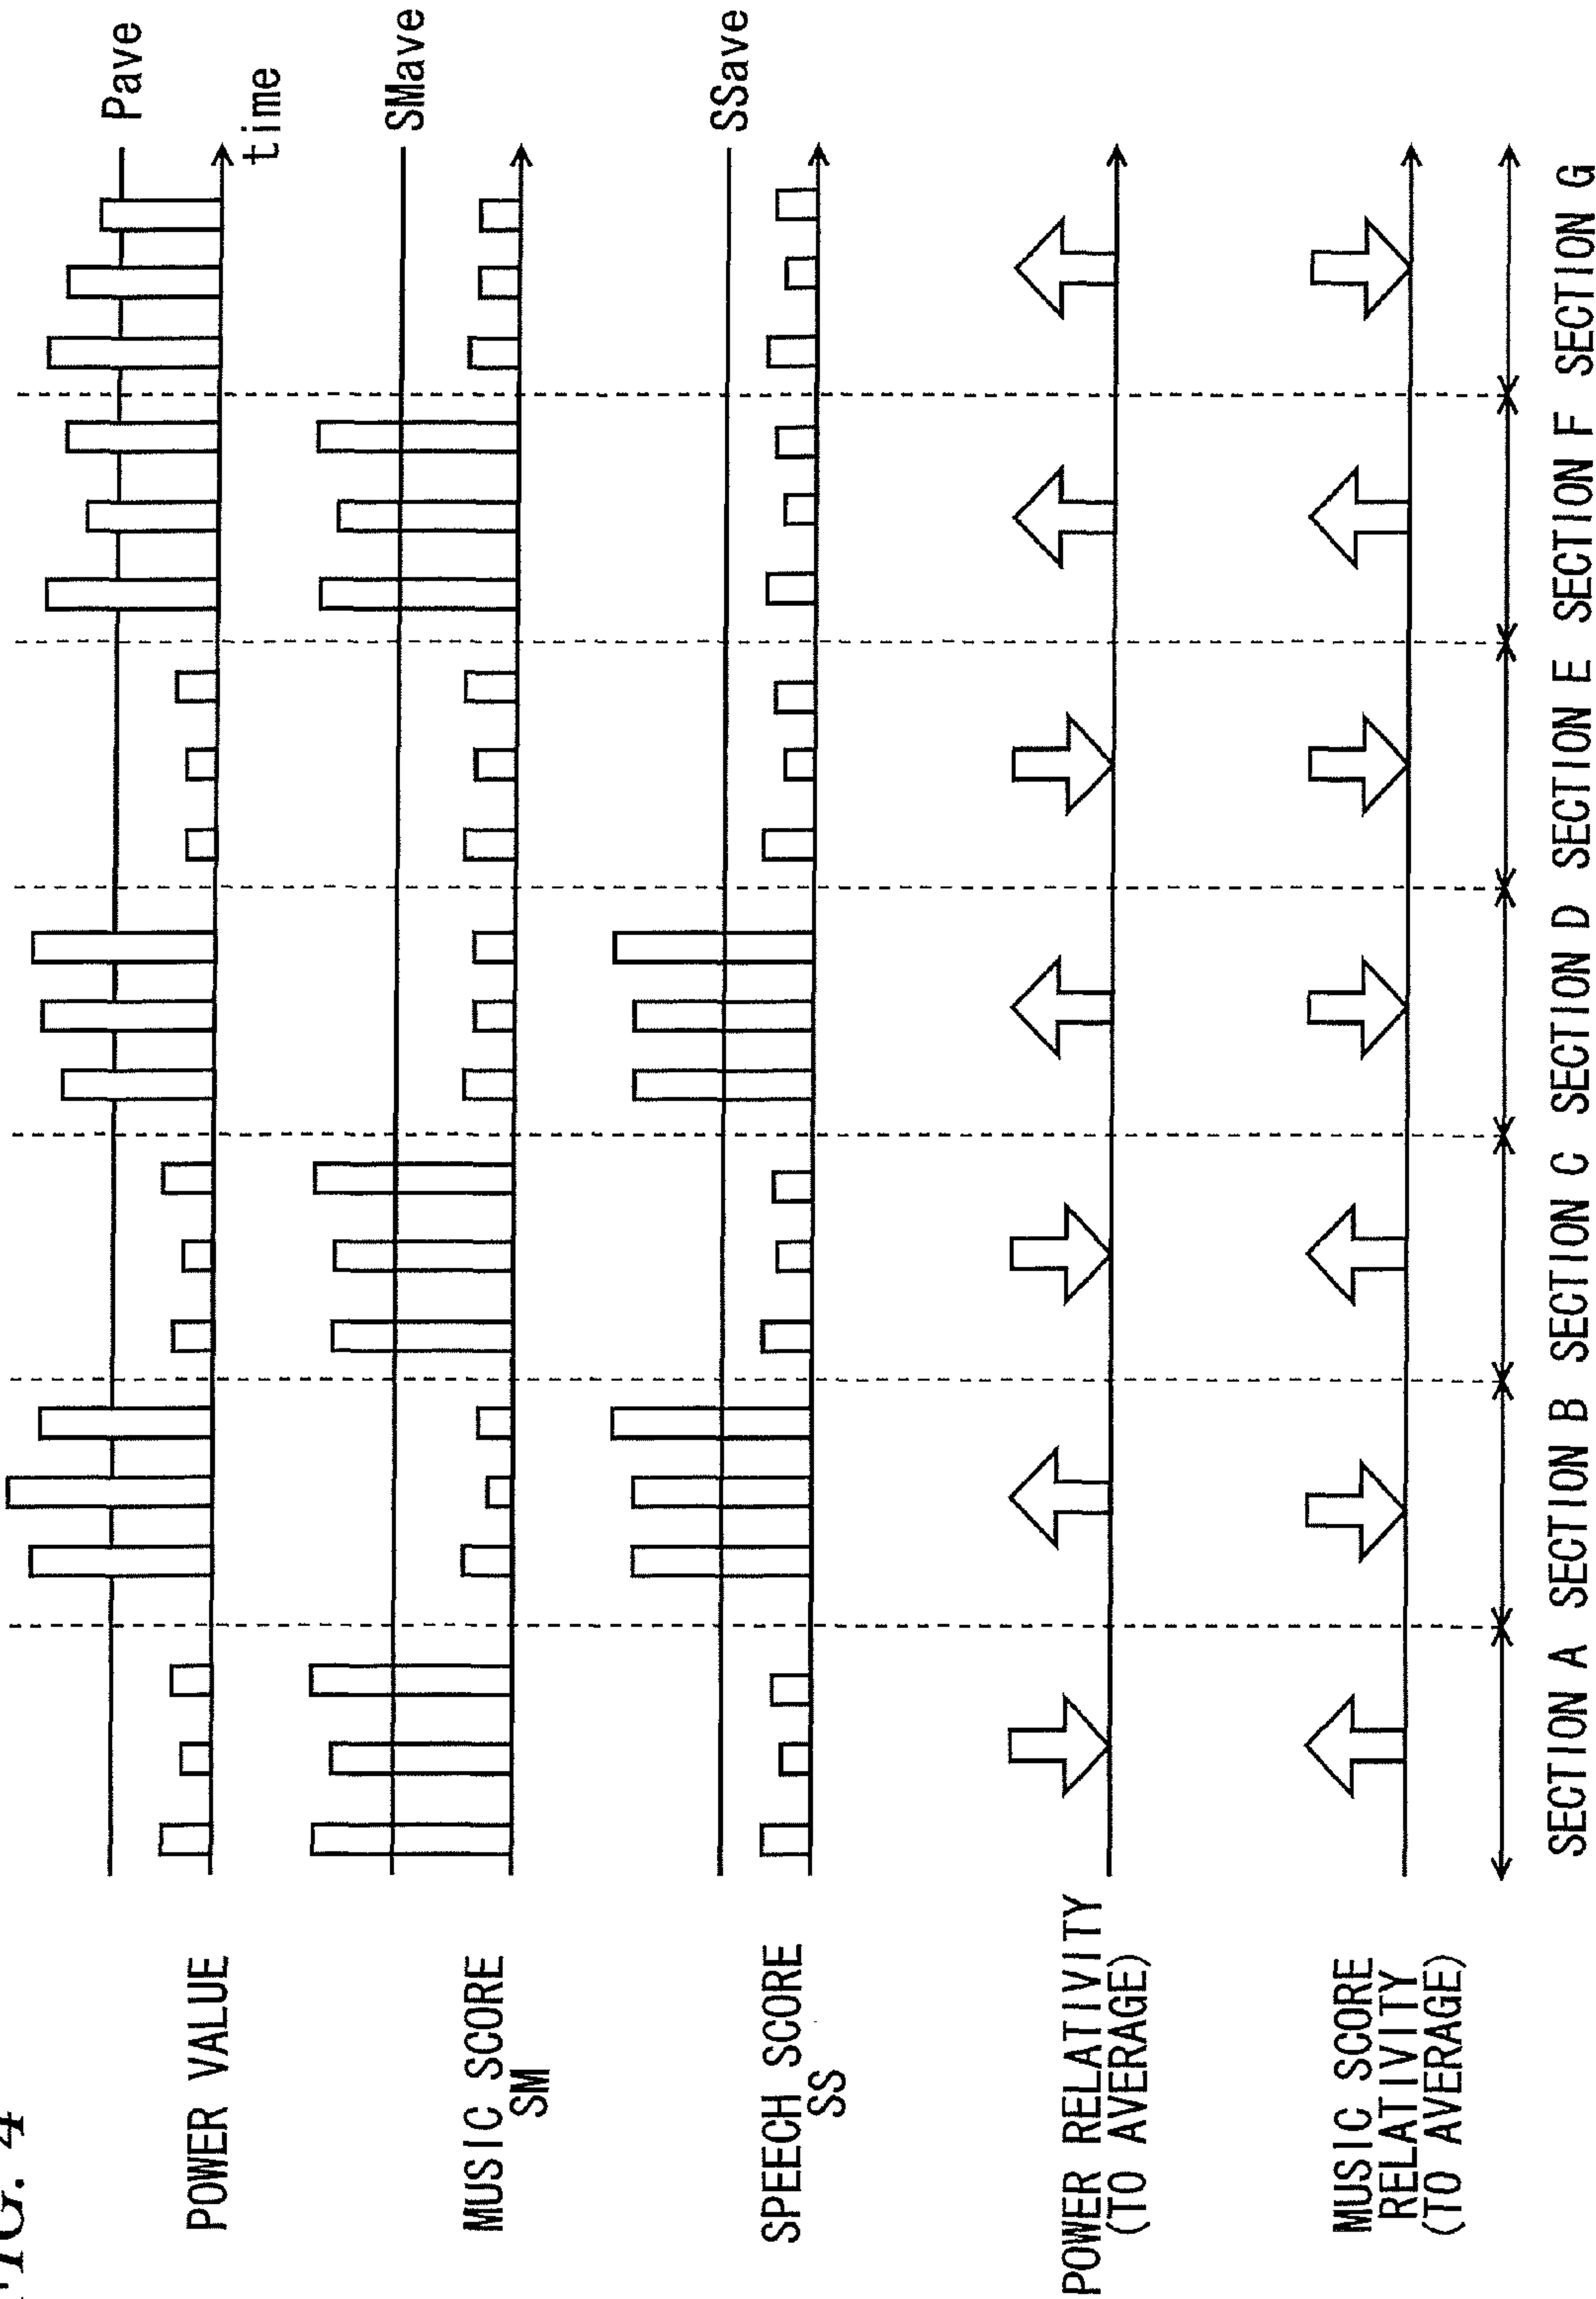 FIG. 4
POWER VALUE
Pave
time
MUSIC SCORE
SM
SMave
SPEECH SCORE
SS
SSave
POWER RELATIVITY
(TO AVERAGE)
MUSIC SCORE
RELATIVITY
(TO AVERAGE)
SECTION A SECTION B SECTION C SECTION D SECTION E SECTION F SECTION G